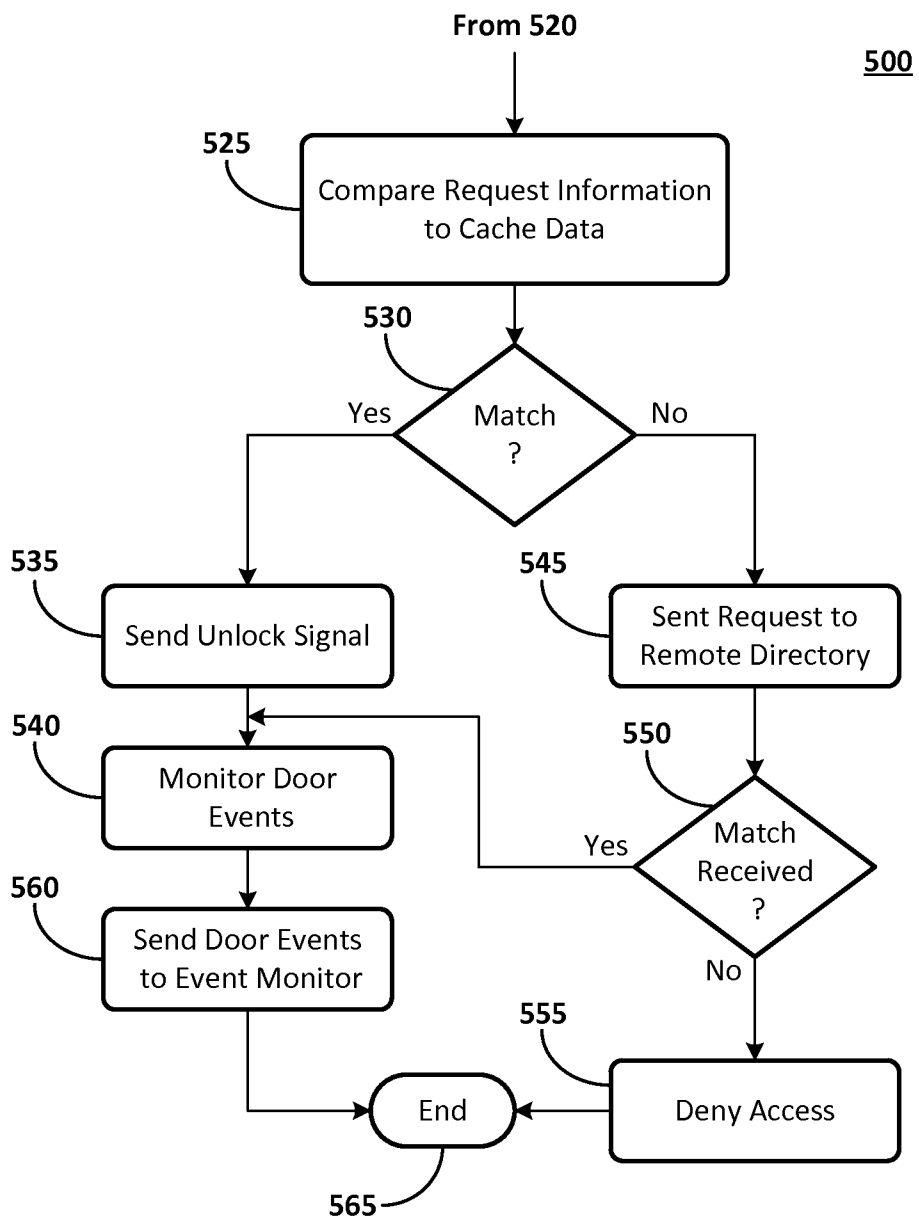 From 520
500
525
Compare Request Information
to Cache Data
530
Yes
Match
?
No
535
Send Unlock Signal
545
Sent Request to
Remote Directory
540
Monitor Door
Events
550
Yes
Match
Received
?
No
560
Send Door Events
to Event Monitor
555
Deny Access
End
565